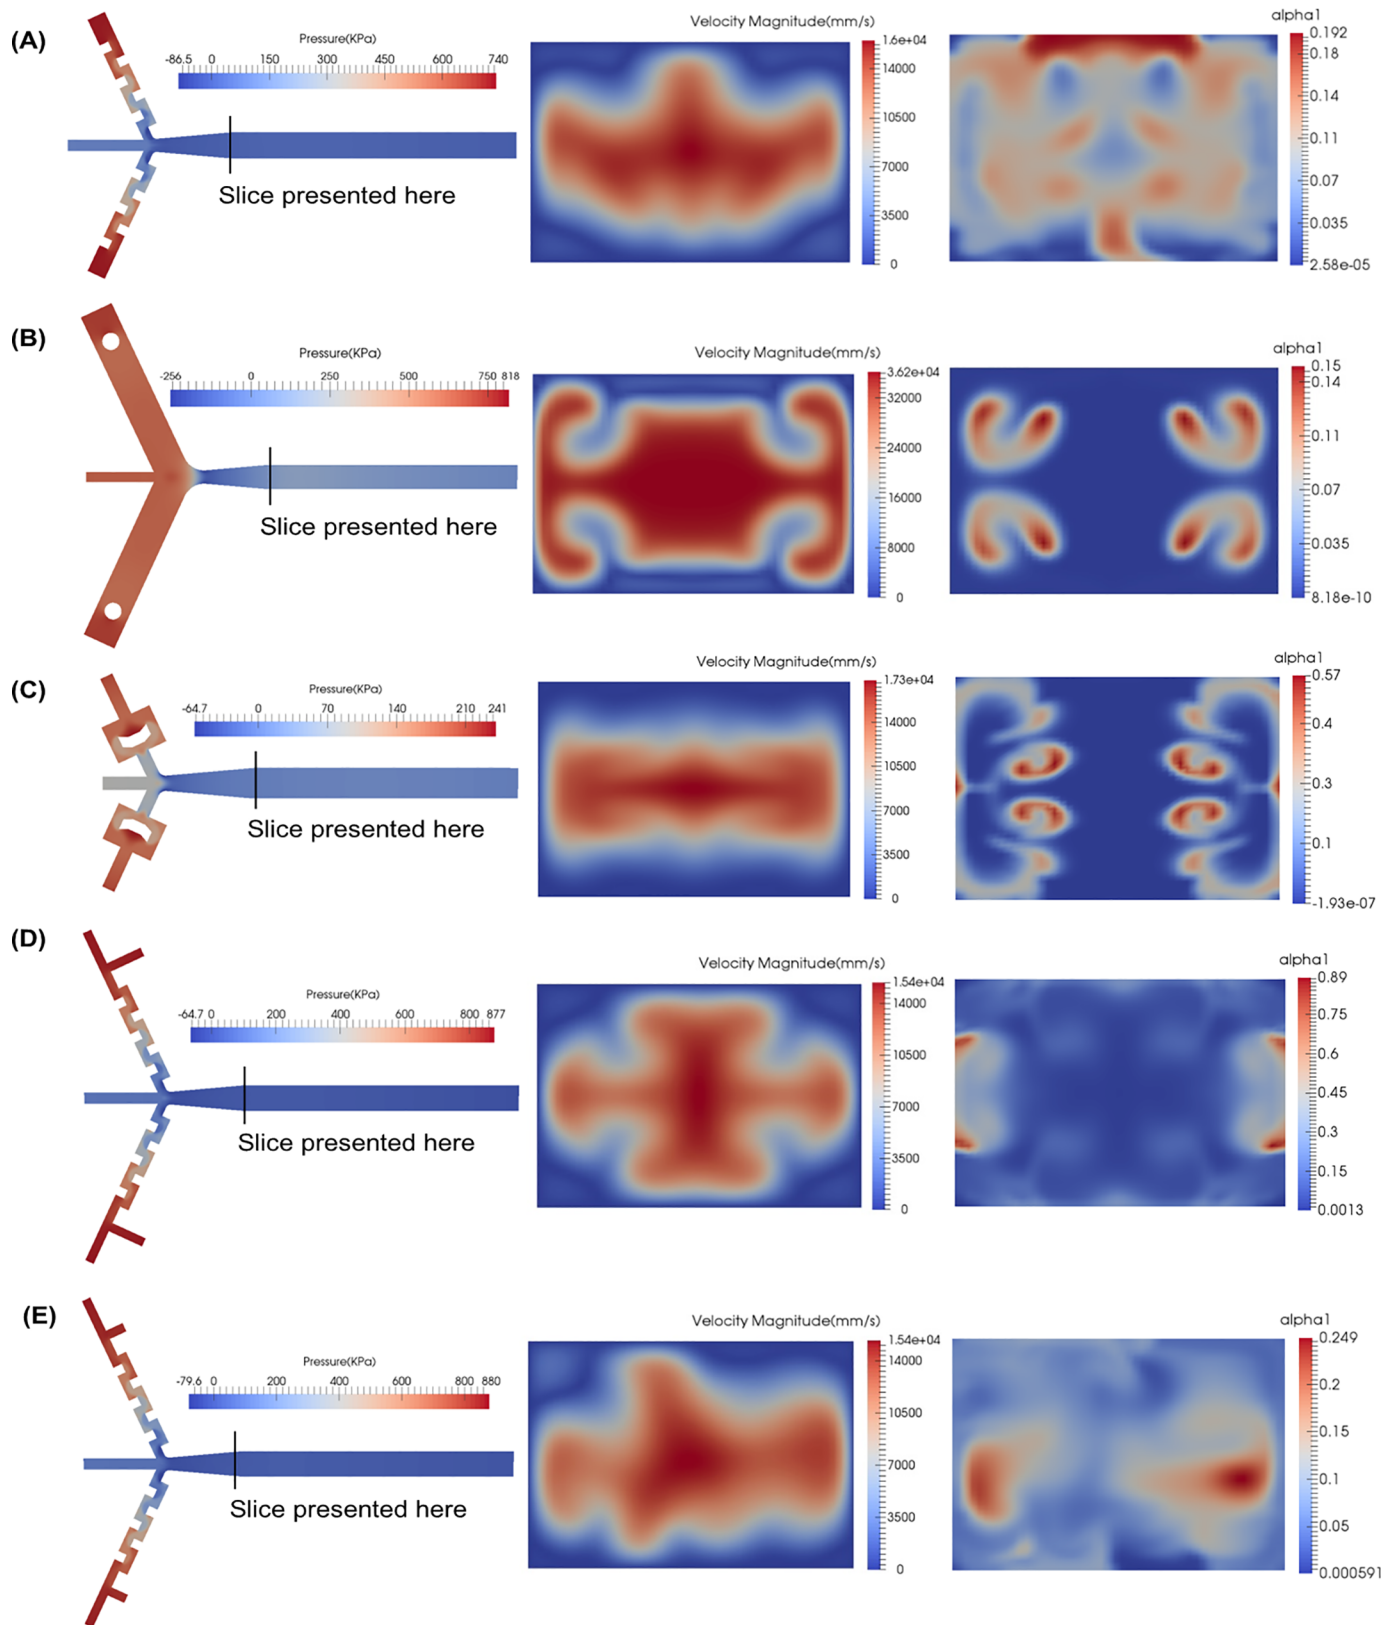 (A)
Pressure(KPa)
-86.5 0 150 300 450 600 740
Slice presented here
Velocity Magnitude(mm/s)
1.6e+04
14000
10500
7000
3500
0
alpha1
0.192
0.18
0.14
0.11
0.07
0.035
2.58e-05
(B)
Pressure(KPa)
-256 0 250 500 750 818
Slice presented here
Velocity Magnitude(mm/s)
3.62e+04
32000
24000
16000
8000
0
alpha1
0.15
0.14
0.11
0.07
0.035
8.18e-10
(C)
Pressure(KPa)
-64.7 0 70 140 210 241
Slice presented here
Velocity Magnitude(mm/s)
1.73e+04
14000
10500
7000
3500
0
alpha1
0.57
0.4
0.3
0.1
-1.93e-07
(D)
Pressure(KPa)
-64.7 0 200 400 600 800 877
Slice presented here
Velocity Magnitude(mm/s)
1.54e+04
14000
10500
7000
3500
0
alpha1
0.89
0.75
0.6
0.45
0.3
0.15
0.0013
(E)
Pressure(KPa)
-79.6 0 200 400 600 800 880
Slice presented here
Velocity Magnitude(mm/s)
1.54e+04
14000
10500
7000
3500
0
alpha1
0.249
0.2
0.15
0.1
0.05
0.000591